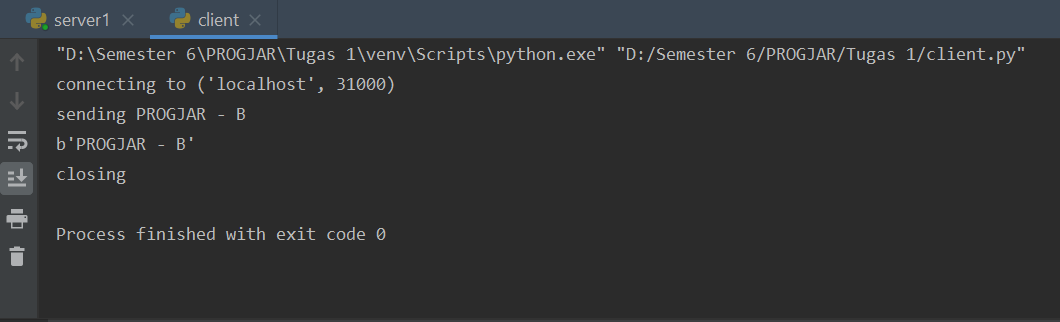 server1 client
"D:\Semester 6\PROGJAR\Tugas 1\venv\Scripts\python.exe" "D:/Semester 6/PROGJAR/Tugas 1/client.py"
connecting to ('localhost', 31000)
sending PROGJAR - B
b'PROGJAR - B'
closing
Process finished with exit code 0